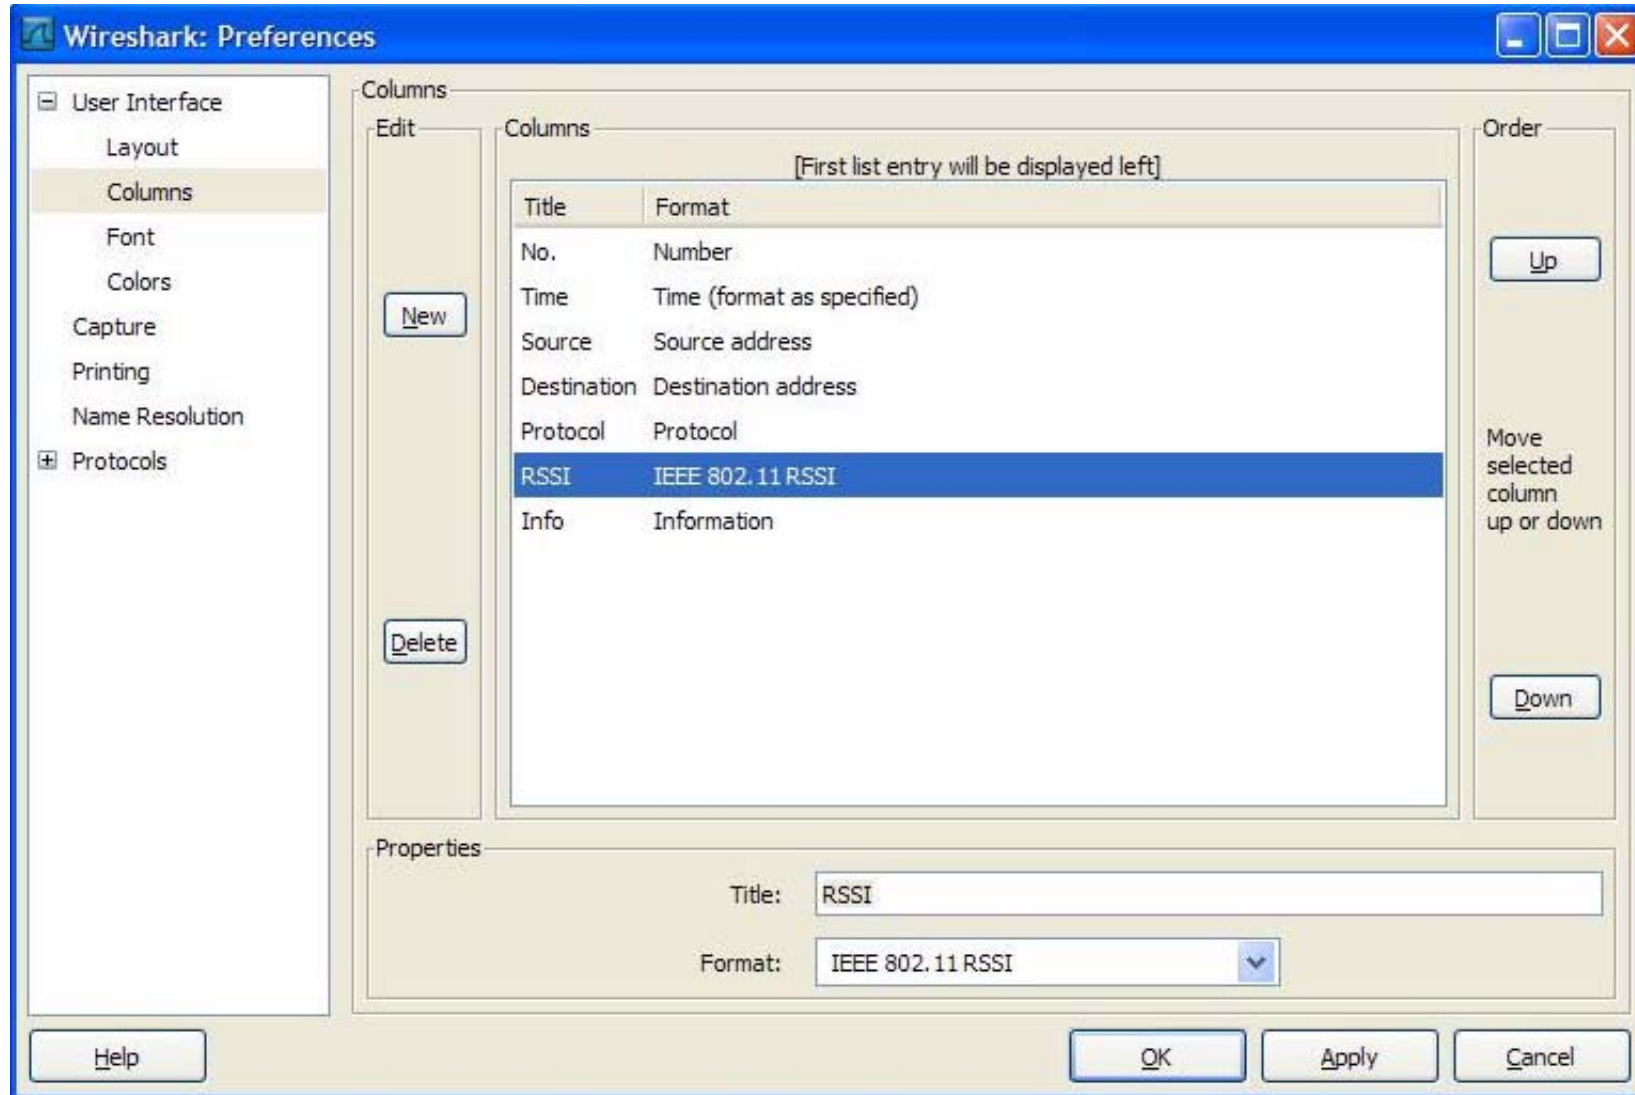 Wireshark: Preferences
User Interface
Layout
Columns
Font
Colors
Capture
Printing
Name Resolution
Protocols
Columns
Edit
New
Delete
Columns
[First list entry will be displayed left]
Title Format
No. Number
Time Time (format as specified)
Source Source address
Destination Destination address
Protocol Protocol
RSSI IEEE 802.11 RSSI
Info Information
Order
Up
Move
selected
column
up or down
Down
Properties
Title: RSSI
Format: IEEE 802.11 RSSI
Help
OK
Apply
Cancel